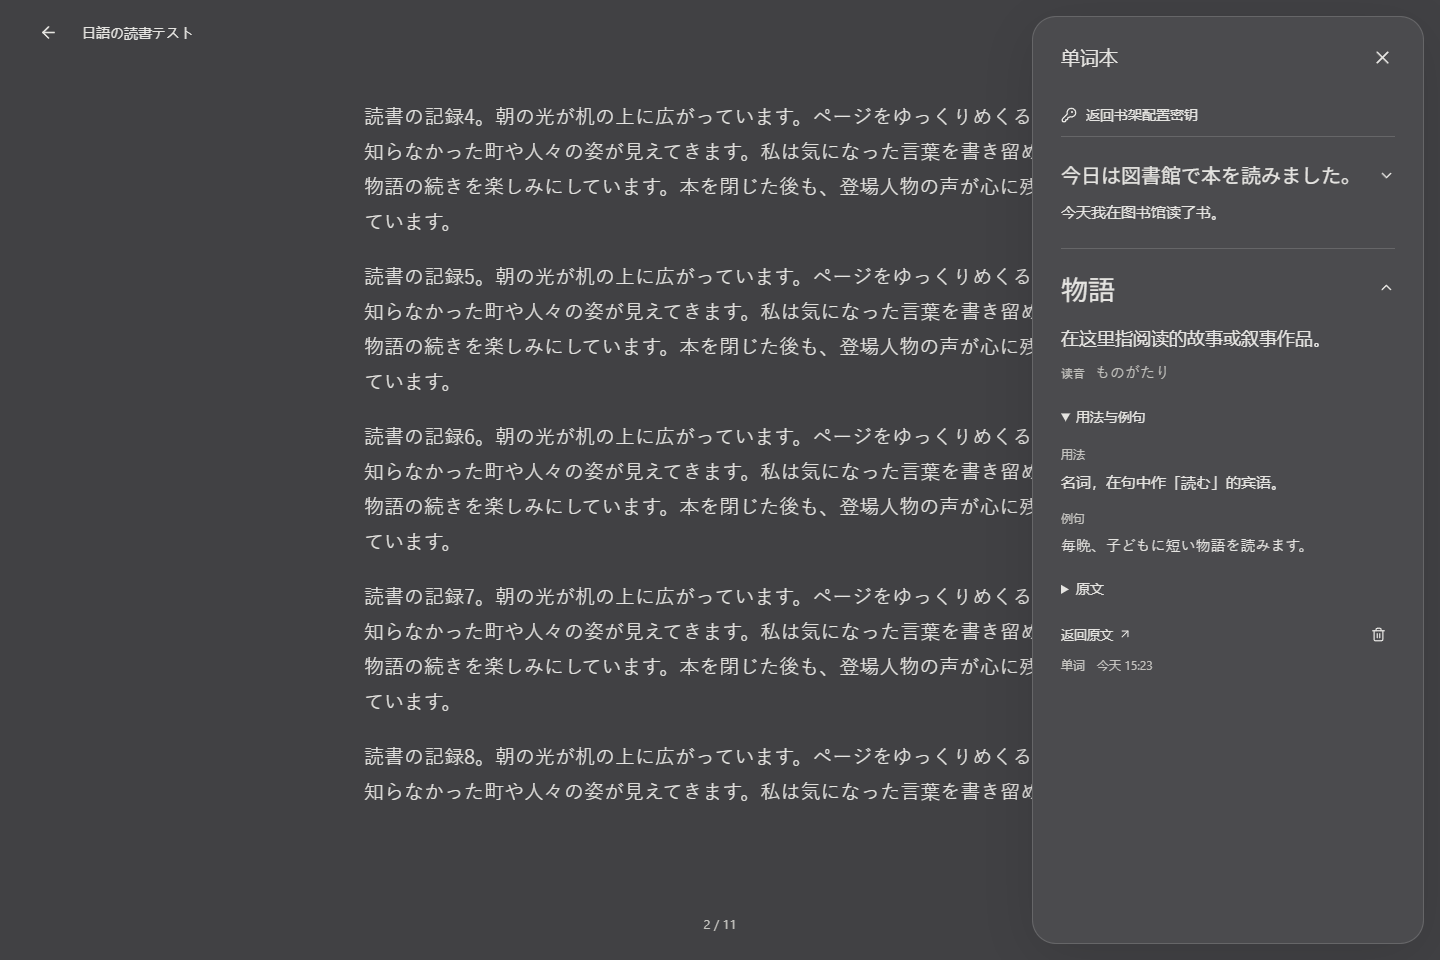 日語の読書テスト
読書の記録4。朝の光が机の上に広がっています。ページをゆっくりめくる
知らなかった町や人々の姿が見えてきます。私は気になった言葉を書き留め
物語の続きを楽しみにしています。本を閉じた後も、登場人物の声が心に残
ています。
読書の記録5。朝の光が机の上に広がっています。ページをゆっくりめくる
知らなかった町や人々の姿が見えてきます。私は気になった言葉を書き留め
物語の続きを楽しみにしています。本を閉じた後も、登場人物の声が心に残
ています。
読書の記録6。朝の光が机の上に広がっています。ページをゆっくりめくる
知らなかった町や人々の姿が見えてきます。私は気になった言葉を書き留め
物語の続きを楽しみにしています。本を閉じた後も、登場人物の声が心に残
ています。
読書の記録7。朝の光が机の上に広がっています。ページをゆっくりめくる
知らなかった町や人々の姿が見えてきます。私は気になった言葉を書き留め
物語の続きを楽しみにしています。本を閉じた後も、登場人物の声が心に残
ています。
読書の記録8。朝の光が机の上に広がっています。ページをゆっくりめくる
知らなかった町や人々の姿が見えてきます。私は気になった言葉を書き留め
2 / 11
单词本
返回书架配置密钥
今日は図書館で本を読みました。
今天我在图书馆读了书。
物語
在这里指阅读的故事或叙事作品。
读音 ものがたり
用法与例句
用法
名词，在句中作「読む」的宾语。
例句
毎晩、子どもに短い物語を読みます。
原文
返回原文
单词 今天 15:23